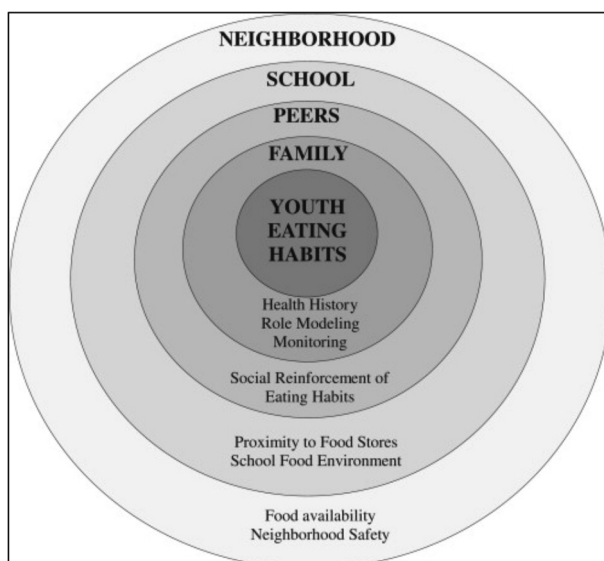 NEIGHBORHOOD
SCHOOL
PEERS
FAMILY
YOUTH
EATING
HABITS
Health History
Role Modeling
Monitoring
Social Reinforcement of
Eating Habits
Proximity to Food Stores
School Food Environment
Food availability
Neighborhood Safety